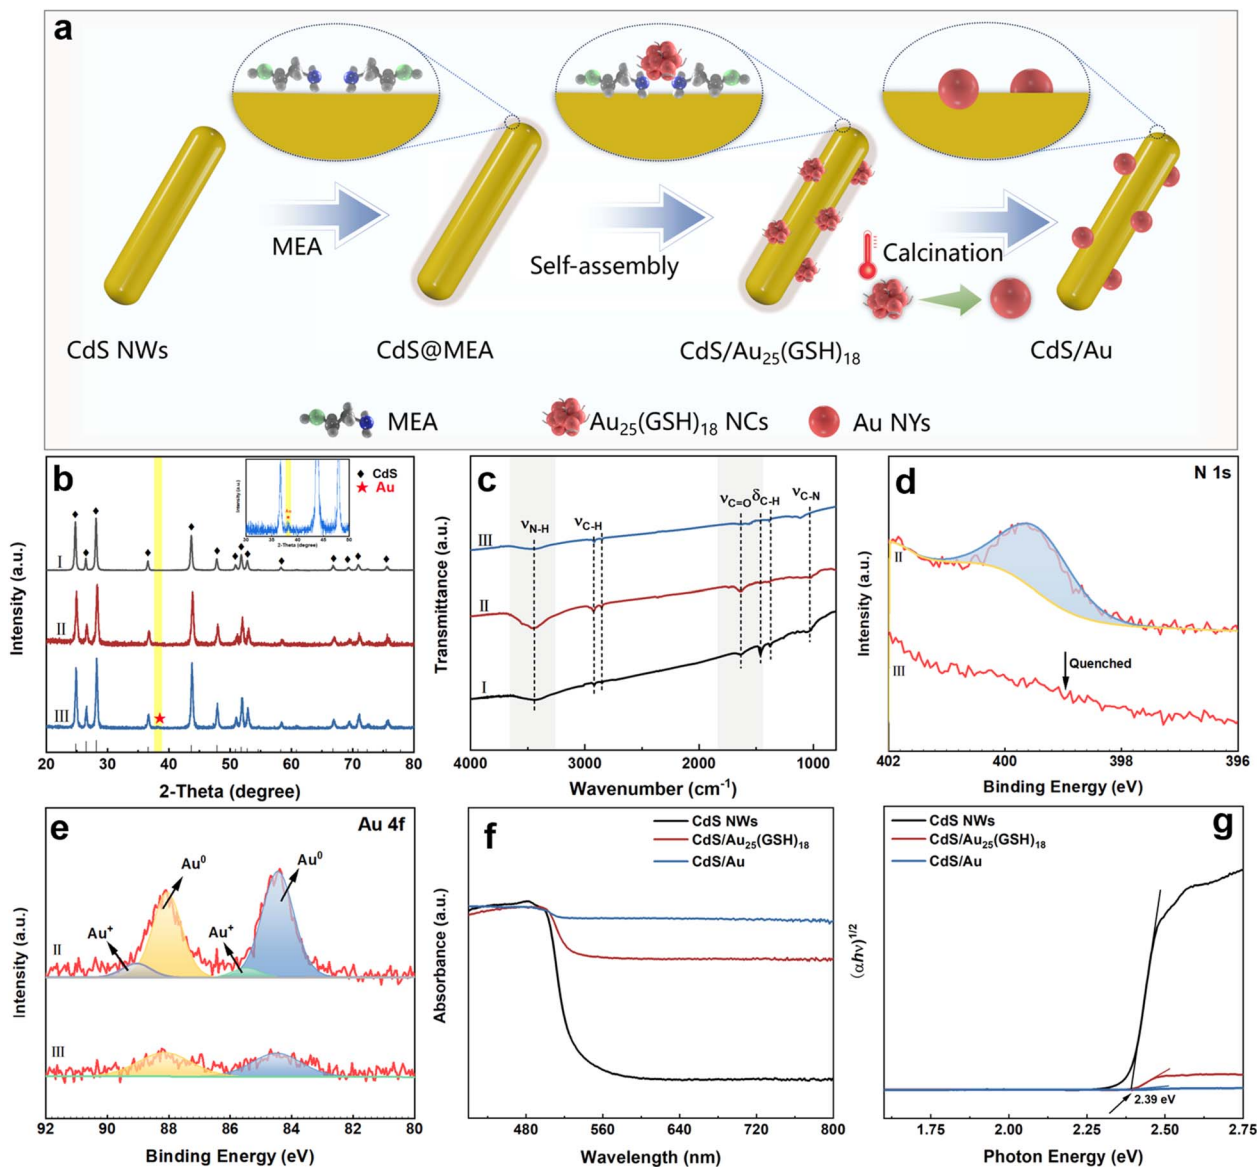 a
MEA
Self-assembly
Calcination
CdS NWs
CdS@MEA
CdS/Au₂₅(GSH)₁₈
CdS/Au
MEA
Au₂₅(GSH)₁₈ NCs
Au NYs
b
♦ CdS
★ Au
Intensity (a.u.)
30
50
2-Theta (degree)
I
II
III
Intensity (a.u.)
20 30 40 50 60 70 80
2-Theta (degree)
c
νN-H
νC-H
νC=O
δC-H
νC-N
III
II
I
Transmittance (a.u.)
4000 3000 2000 1000
Wavenumber (cm⁻¹)
d
N 1s
II
III
Quenched
Intensity (a.u.)
402 400 398 396
Binding Energy (eV)
e
Au 4f
Au⁰
Au⁰
Au⁺
Au⁺
II
III
Intensity (a.u.)
92 90 88 86 84 82 80
Binding Energy (eV)
f
CdS NWs
CdS/Au₂₅(GSH)₁₈
CdS/Au
Absorbance (a.u.)
480 560 640 720 800
Wavelength (nm)
g
CdS NWs
CdS/Au₂₅(GSH)₁₈
CdS/Au
(αhν)¹/²
2.39 eV
1.75 2.00 2.25 2.50 2.75
Photon Energy (eV)